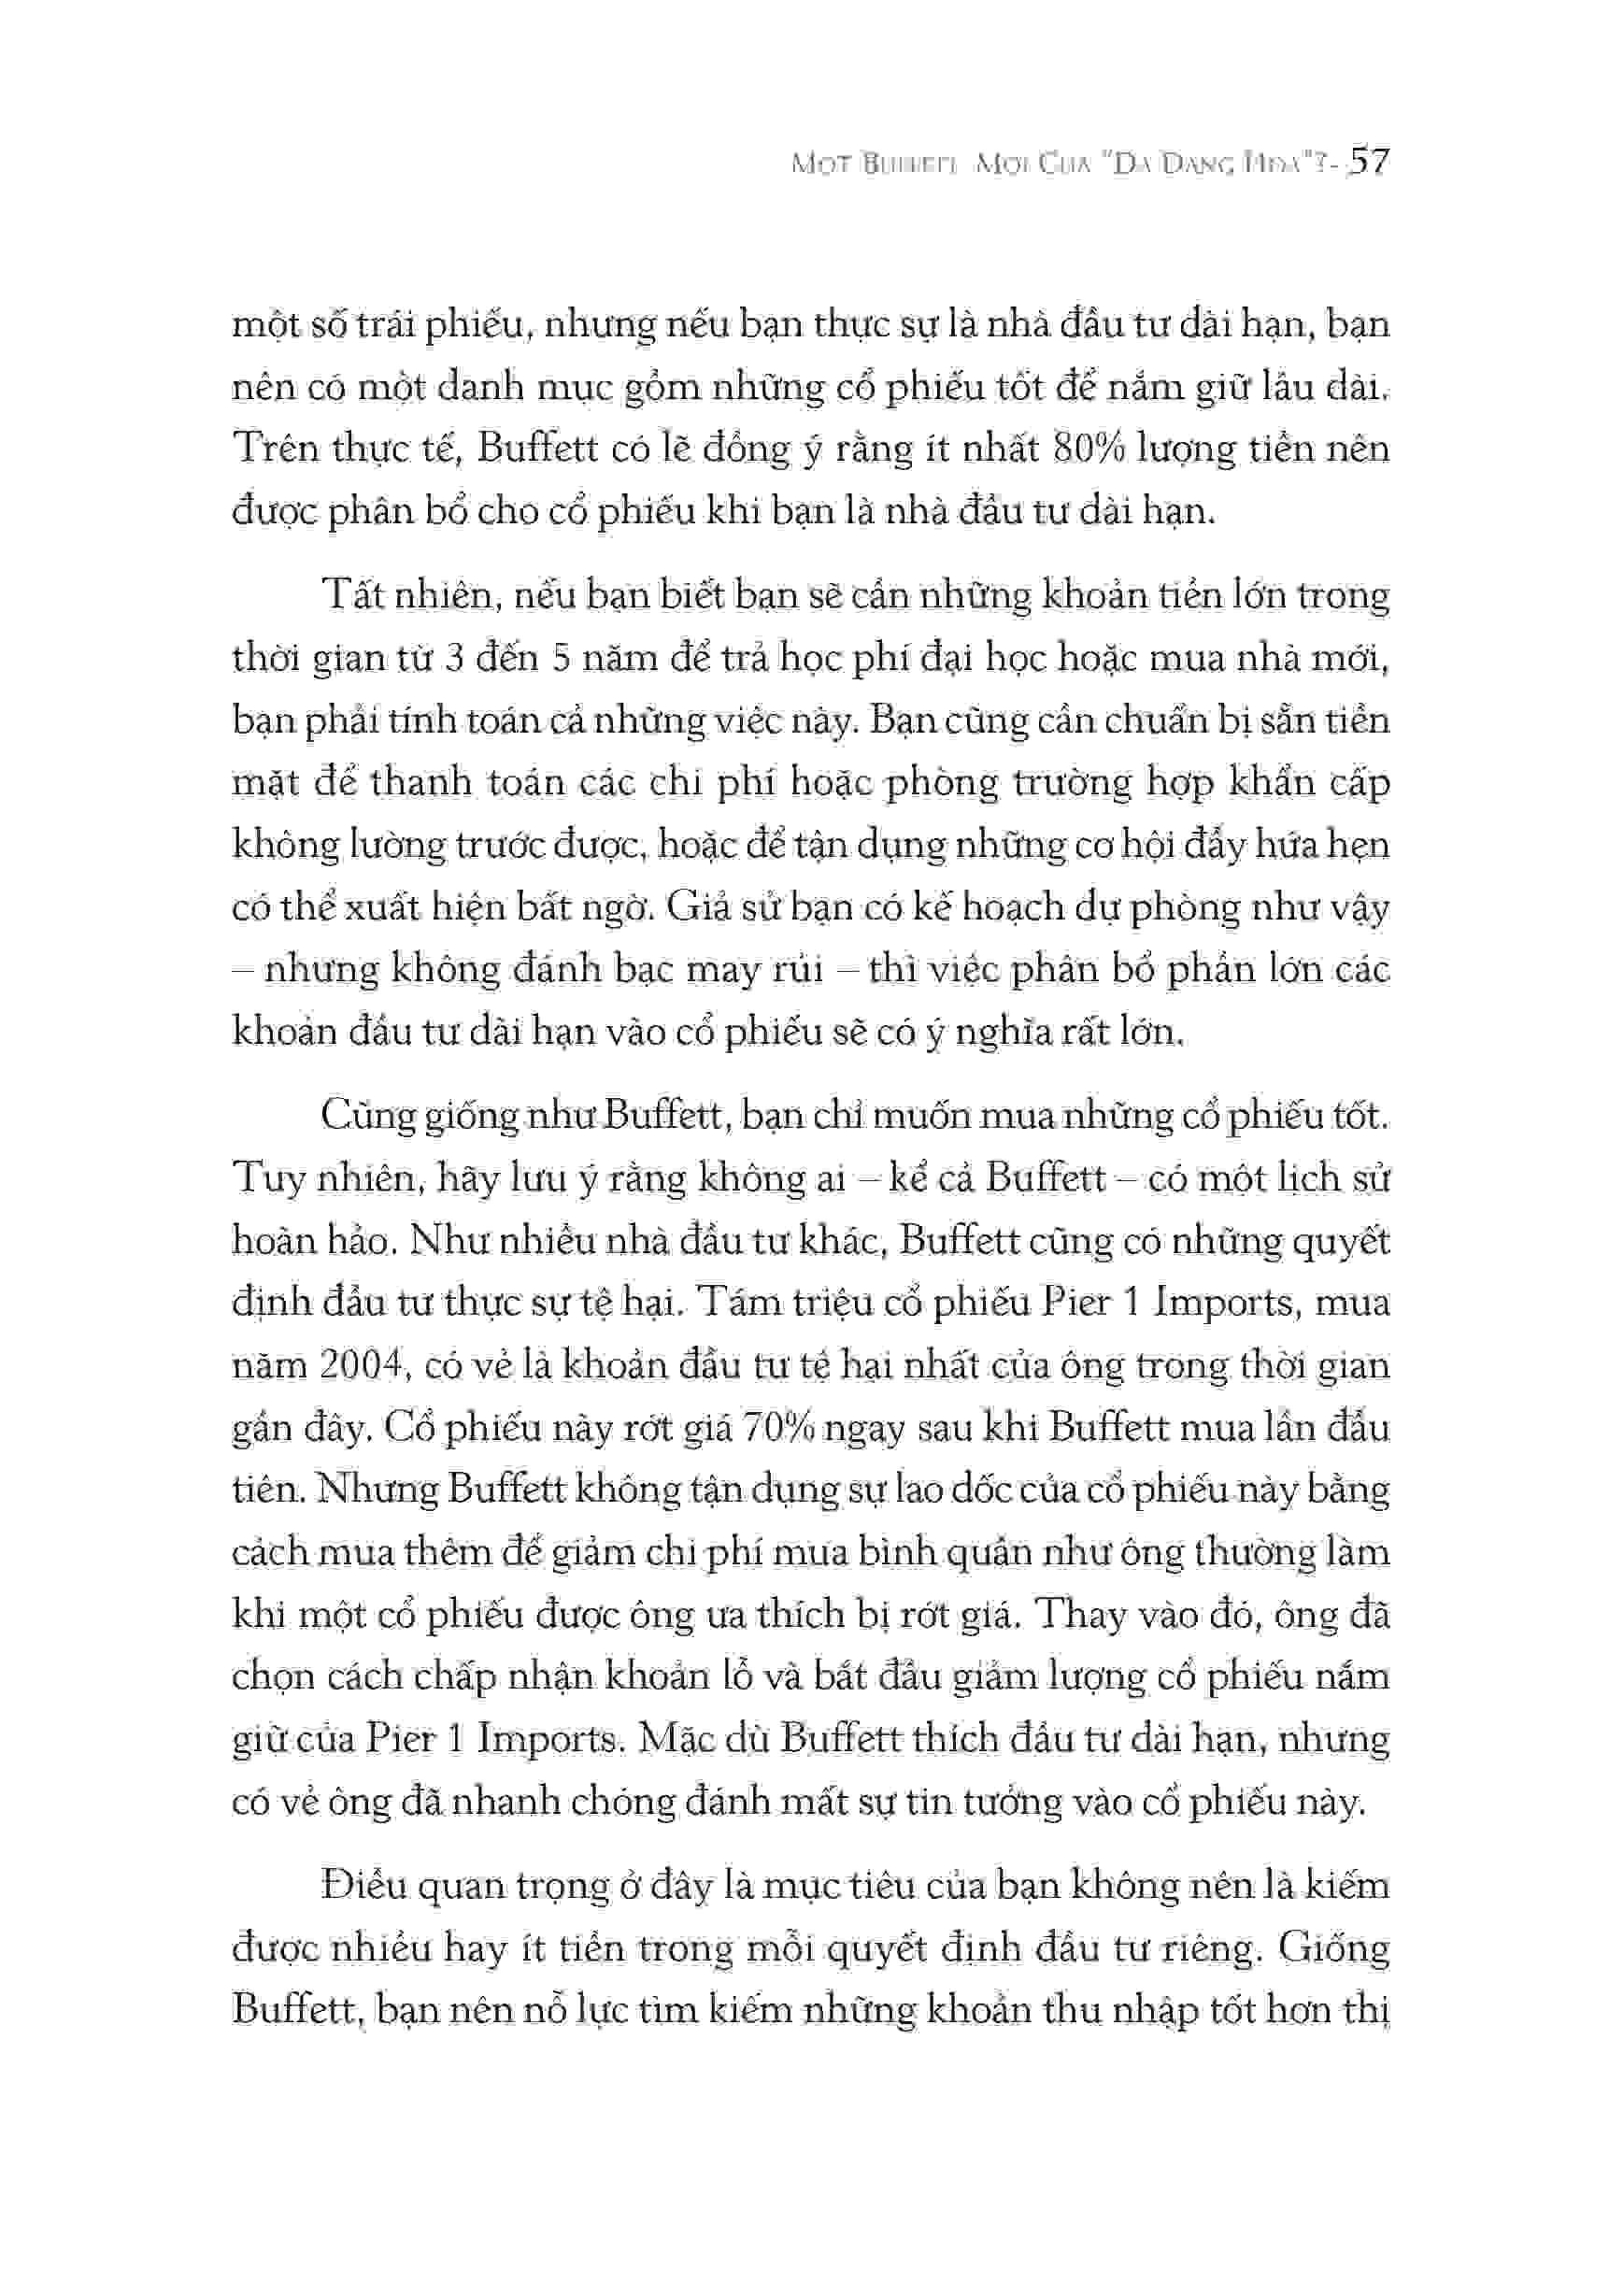 "Đa Dạng Hóa"?- 57
một số trái phiếu, nhưng nếu bạn thực sự là nhà đầu tư dài hạn, bạn
nên có một danh mục gồm những cổ phiếu tốt để nắm giữ lâu dài.
Trên thực tế, Buffett có lẽ đồng ý rằng ít nhất 80% lượng tiền nên
được phân bổ cho cổ phiếu khi bạn là nhà đầu tư dài hạn.
Tất nhiên, nếu bạn biết bạn sẽ cần những khoản tiền lớn trong
thời gian từ 3 đến 5 năm để trả học phí đại học hoặc mua nhà mới,
bạn phải tính toán cả những việc này. Bạn cũng cần chuẩn bị sẵn tiền
mặt để thanh toán các chi phí hoặc phòng trường hợp khẩn cấp
không lường trước được, hoặc để tận dụng những cơ hội đầy hứa hẹn
có thể xuất hiện bất ngờ. Giả sử bạn có kế hoạch dự phòng như vậy
– nhưng không đánh bạc may rủi – thì việc phân bổ phần lớn các
khoản đầu tư dài hạn vào cổ phiếu sẽ có ý nghĩa rất lớn.
Cũng giống như Buffett, bạn chỉ muốn mua những cổ phiếu tốt.
Tuy nhiên, hãy lưu ý rằng không ai – kể cả Buffett – có một lịch sử
hoàn hảo. Như nhiều nhà đầu tư khác, Buffett cũng có những quyết
định đầu tư thực sự tệ hại. Tám triệu cổ phiếu Pier 1 Imports, mua
năm 2004, có vẻ là khoản đầu tư tệ hại nhất của ông trong thời gian
gần đây. Cổ phiếu này rớt giá 70% ngay sau khi Buffett mua lần đầu
tiên. Nhưng Buffett không tận dụng sự lao dốc của cổ phiếu này bằng
cách mua thêm để giảm chi phí mua bình quân như ông thường làm
khi một cổ phiếu được ông ưa thích bị rớt giá. Thay vào đó, ông đã
chọn cách chấp nhận khoản lỗ và bắt đầu giảm lượng cổ phiếu nắm
giữ của Pier 1 Imports. Mặc dù Buffett thích đầu tư dài hạn, nhưng
có vẻ ông đã nhanh chóng đánh mất sự tin tưởng vào cổ phiếu này.
Điều quan trọng ở đây là mục tiêu của bạn không nên là kiếm
được nhiều hay ít tiền trong mỗi quyết định đầu tư riêng. Giống
Buffett, bạn nên nỗ lực tìm kiếm những khoản thu nhập tốt hơn thị